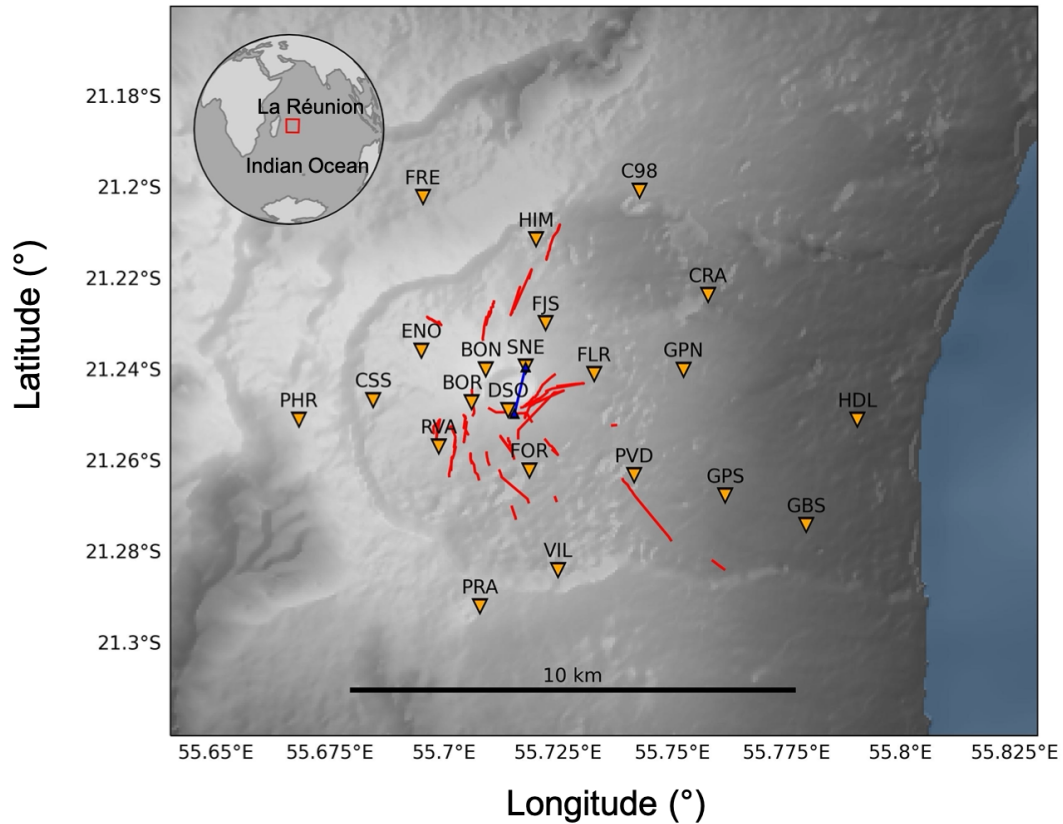 21.18°S
21.2°S
21.22°S
21.24°S
21.26°S
21.28°S
21.3°S
Latitude (°)
La Réunion
Indian Ocean
FRE
C98
HIM
CRA
FJS
ENO
BON
SNE
FLR
GPN
CSS
BOR
DSO
PHR
HDL
RVA
FOR
PVD
GPS
GBS
VIL
PRA
10 km
55.65°E
55.675°E
55.7°E
55.725°E
55.75°E
55.775°E
55.8°E
55.825°E
Longitude (°)